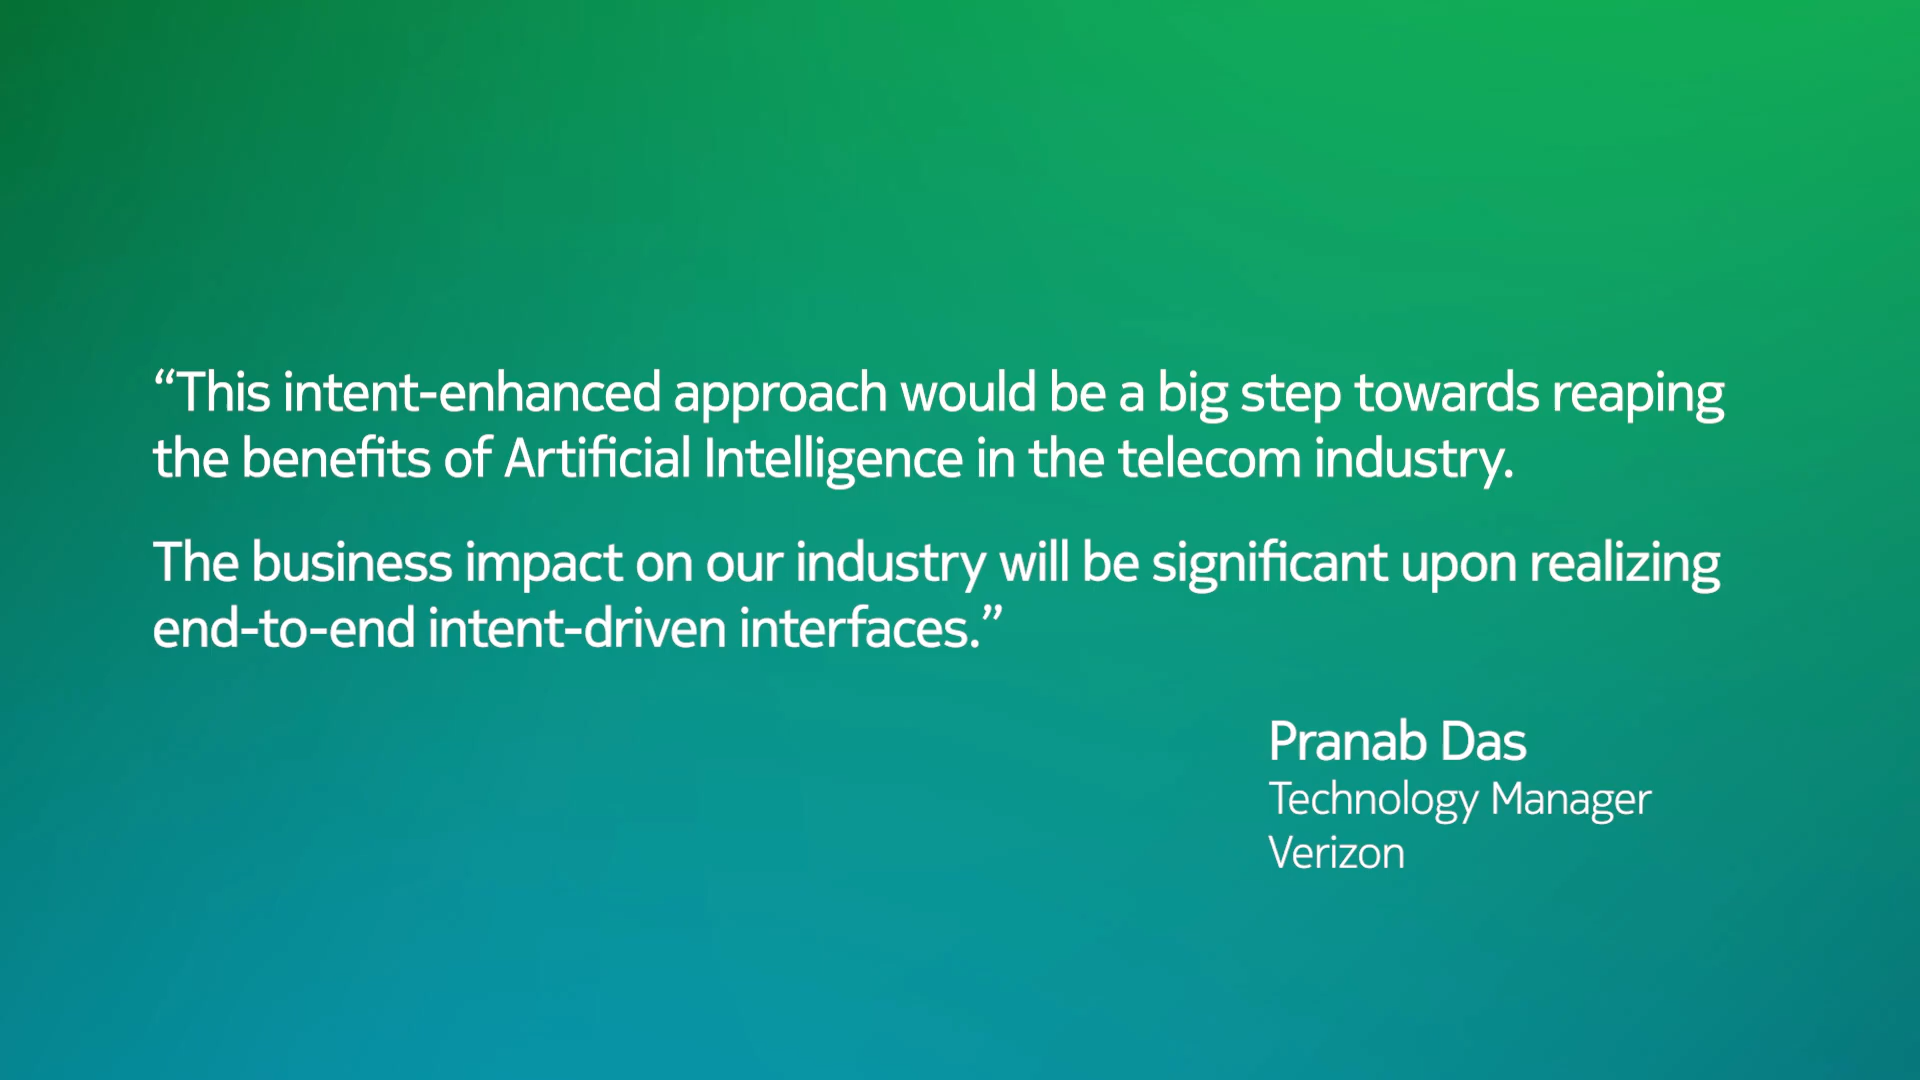 “This intent-enhanced approach would be a big step towards reaping
the benefits of Artificial Intelligence in the telecom industry.
The business impact on our industry will be significant upon realizing
end-to-end intent-driven interfaces.”
Pranab Das
Technology Manager
Verizon